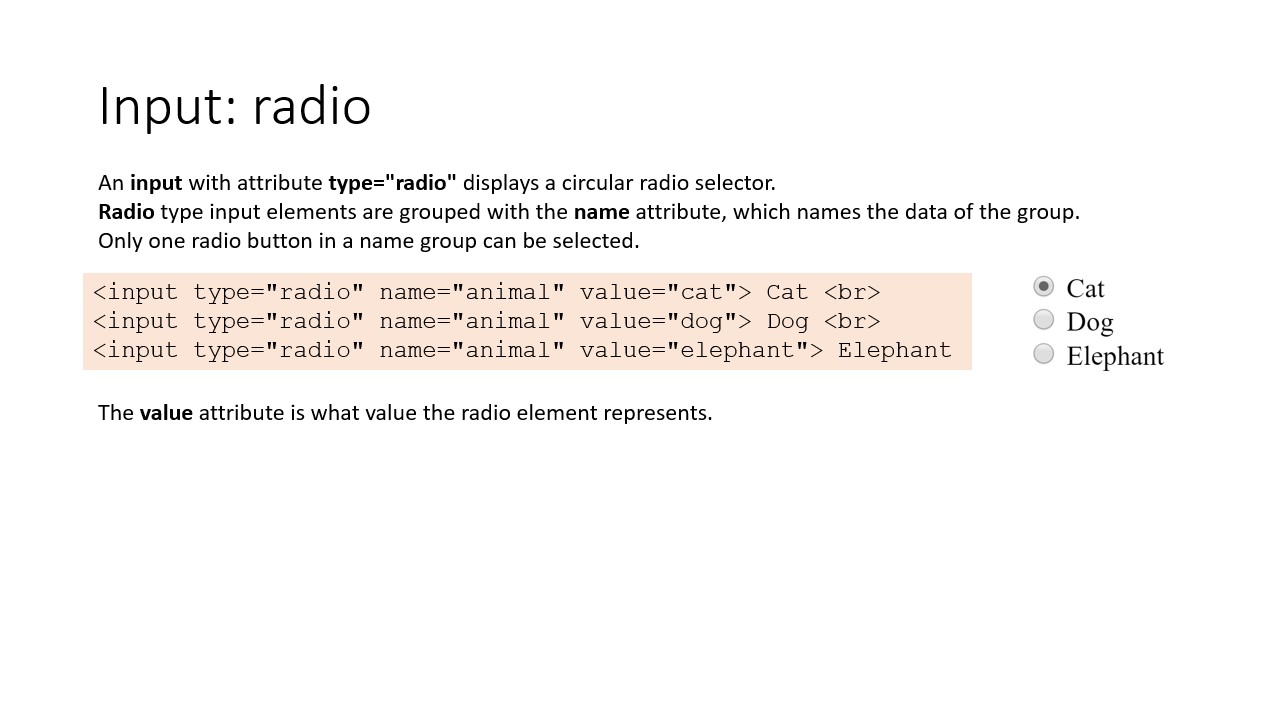 Input: radio
An input with attribute type="radio" displays a circular radio selector.
Radio type input elements are grouped with the name attribute, which names the data of the group.
Only one radio button in a name group can be selected.
<input type="radio" name="animal" value="cat"> Cat <br>
<input type="radio" name="animal" value="dog"> Dog <br>
<input type="radio" name="animal" value="elephant"> Elephant
Cat
Dog
Elephant
The value attribute is what value the radio element represents.